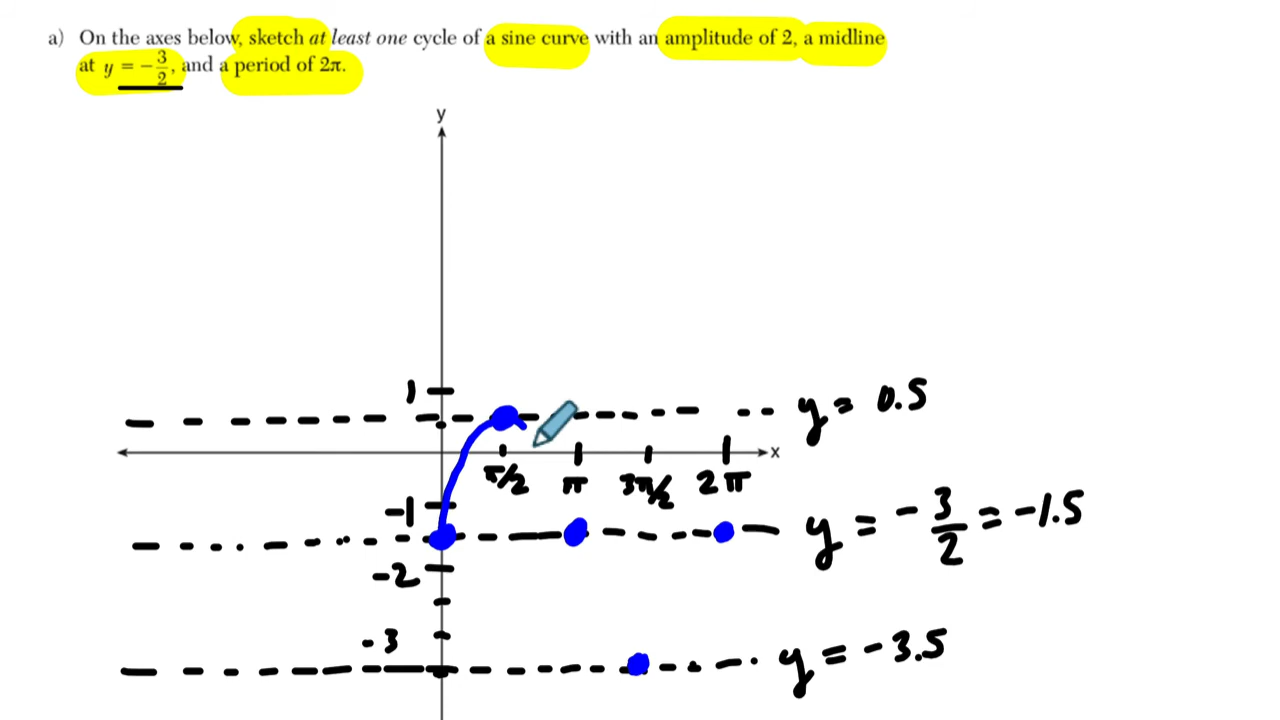 a) On the axes below, sketch at least one cycle of a sine curve with an amplitude of 2, a midline
at y = -3/2, and a period of 2π.
y
1
y = 0.5
x
π/2 π 3π/2 2π
-1
y = -3/2 = -1.5
-2
-3
y = -3.5